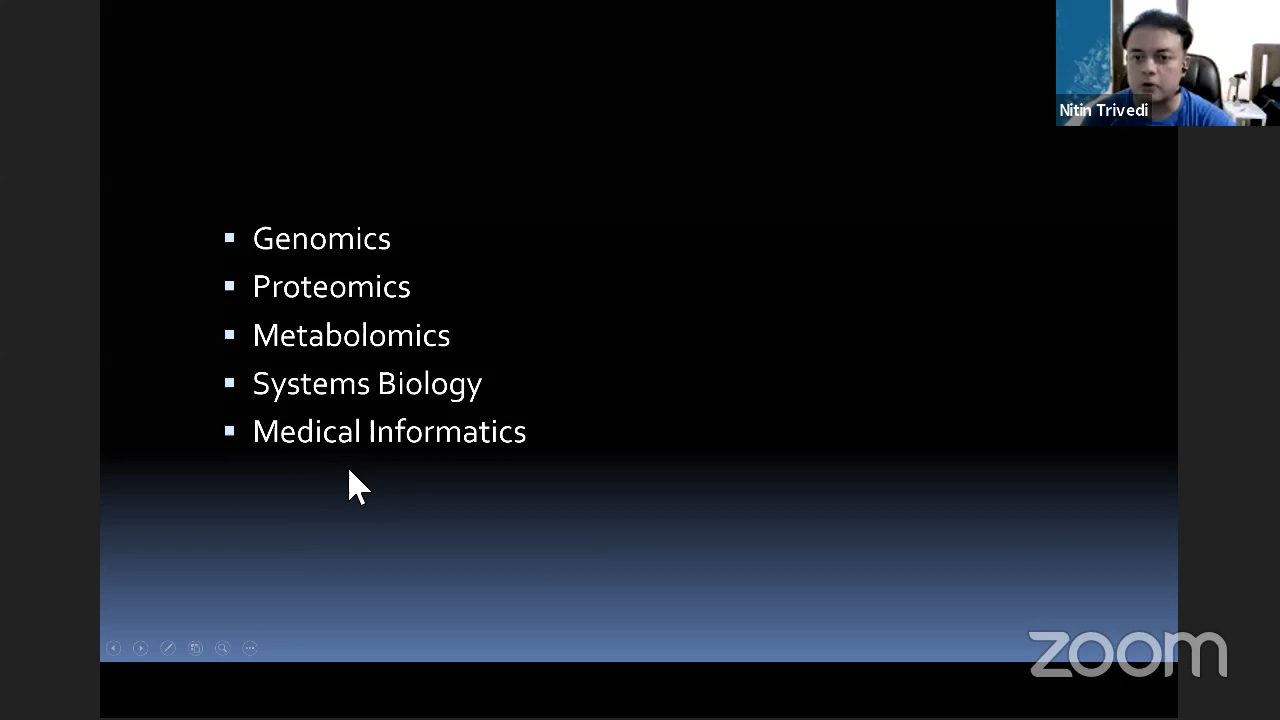 Nitin Trivedi
Genomics
Proteomics
Metabolomics
Systems Biology
Medical Informatics
zoom